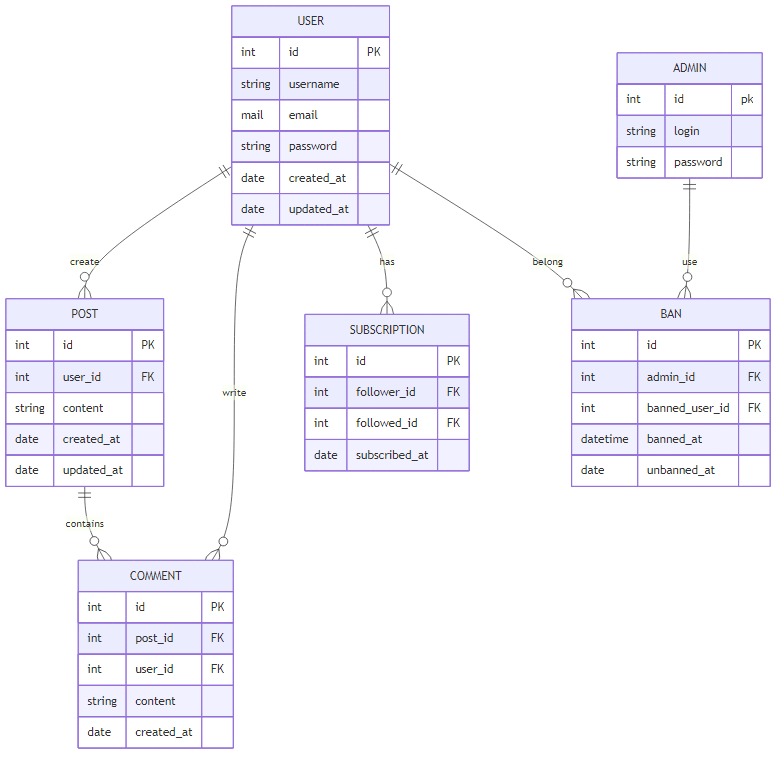 USER
int id PK
string username
mail email
string password
date created_at
date updated_at
ADMIN
int id pk
string login
string password
create
has
belong
use
write
contains
POST
int id PK
int user_id FK
string content
date created_at
date updated_at
SUBSCRIPTION
int id PK
int follower_id FK
int followed_id FK
date subscribed_at
BAN
int id PK
int admin_id FK
int banned_user_id FK
datetime banned_at
date unbanned_at
COMMENT
int id PK
int post_id FK
int user_id FK
string content
date created_at